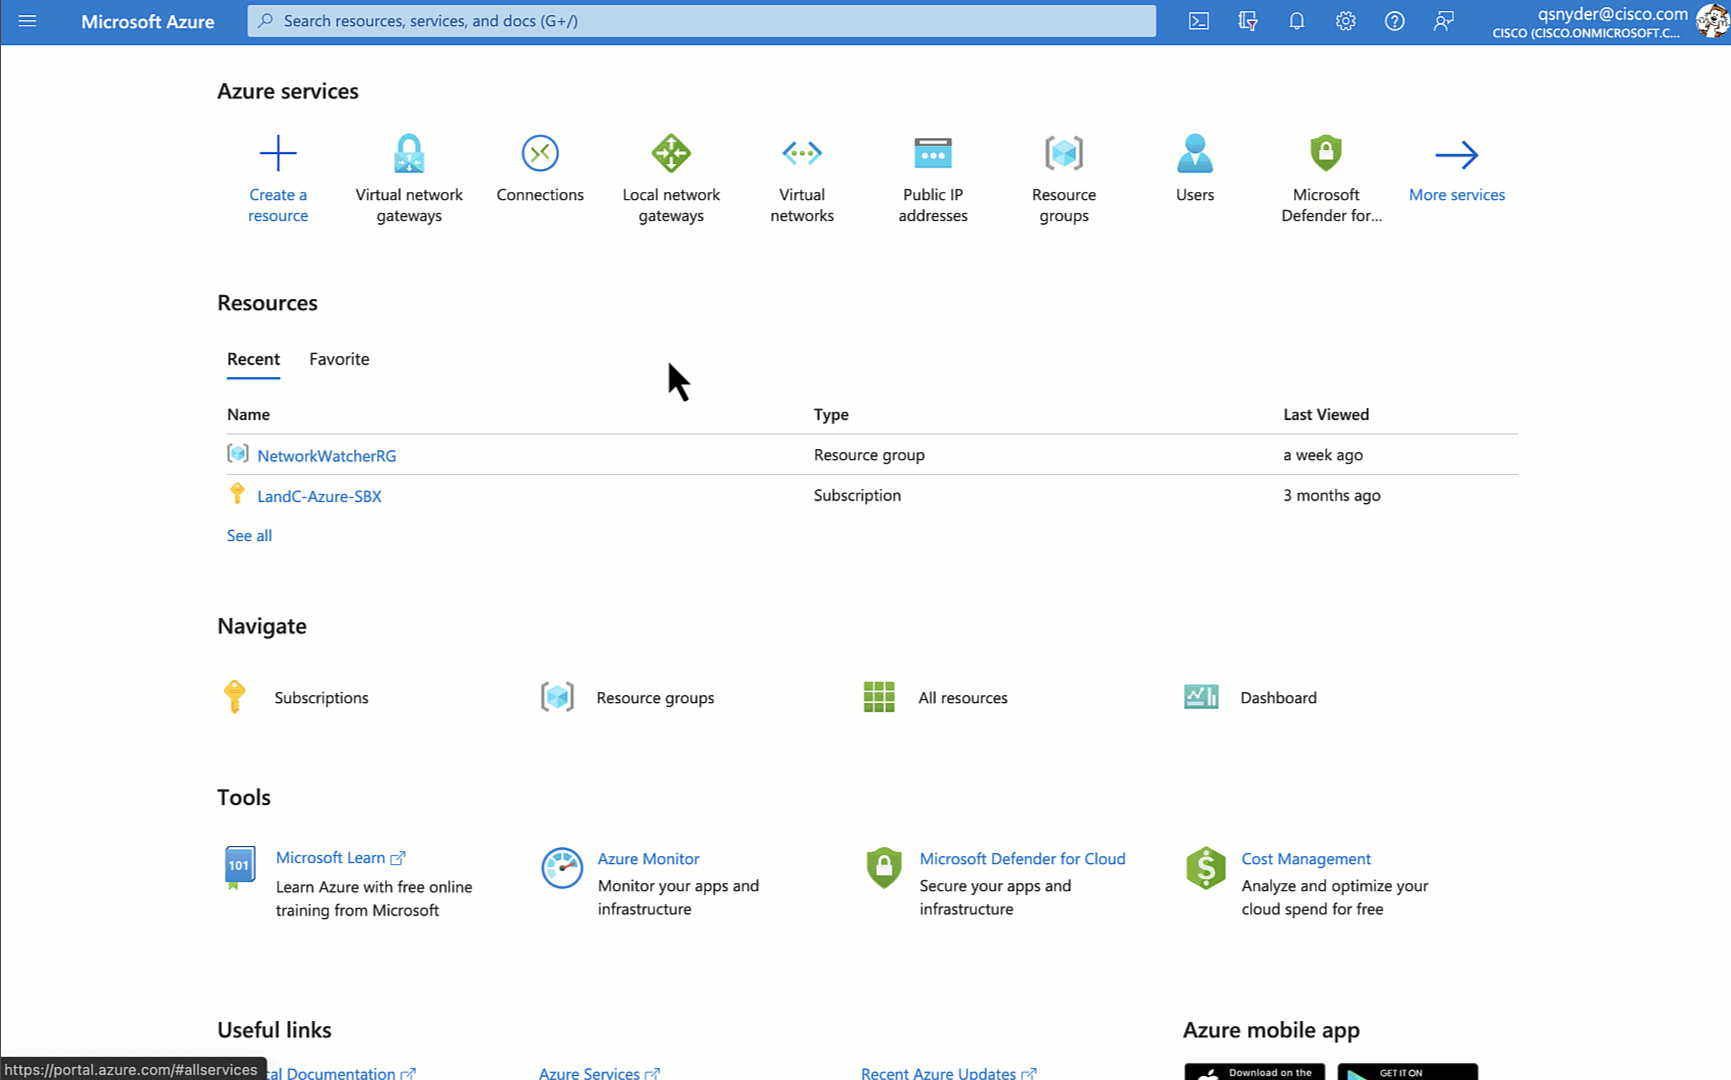 Microsoft Azure
Search resources, services, and docs (G+/)
qsnyder@cisco.com
CISCO (CISCO.ONMICROSOFT.C...
Azure services
Create a
resource
Virtual network
gateways
Connections
Local network
gateways
Virtual
networks
Public IP
addresses
Resource
groups
Users
Microsoft
Defender for...
More services
Resources
Recent
Favorite
Name
Type
Last Viewed
NetworkWatcherRG
Resource group
a week ago
LandC-Azure-SBX
Subscription
3 months ago
See all
Navigate
Subscriptions
Resource groups
All resources
Dashboard
Tools
101
Microsoft Learn
Learn Azure with free online
training from Microsoft
Azure Monitor
Monitor your apps and
infrastructure
Microsoft Defender for Cloud
Secure your apps and
infrastructure
$
Cost Management
Analyze and optimize your
cloud spend for free
Useful links
Azure mobile app
https://portal.azure.com/#allservices
al Documentation
Azure Services
Recent Azure Updates
Download on the
GET IT ON